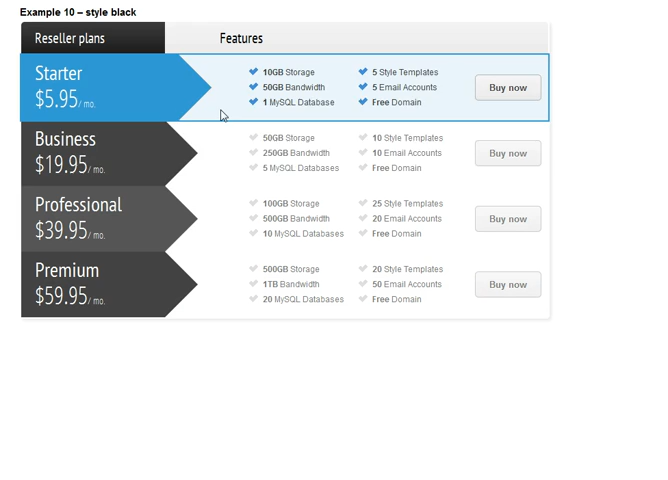 Example 10 – style black
Reseller plans
Features
Starter
$5.95/ mo.
10GB Storage
50GB Bandwidth
1 MySQL Database
5 Style Templates
5 Email Accounts
Free Domain
Buy now
Business
$19.95/ mo.
50GB Storage
250GB Bandwidth
5 MySQL Databases
10 Style Templates
10 Email Accounts
Free Domain
Buy now
Professional
$39.95/ mo.
100GB Storage
500GB Bandwidth
10 MySQL Databases
25 Style Templates
20 Email Accounts
Free Domain
Buy now
Premium
$59.95/ mo.
500GB Storage
1TB Bandwidth
20 MySQL Databases
20 Style Templates
50 Email Accounts
Free Domain
Buy now